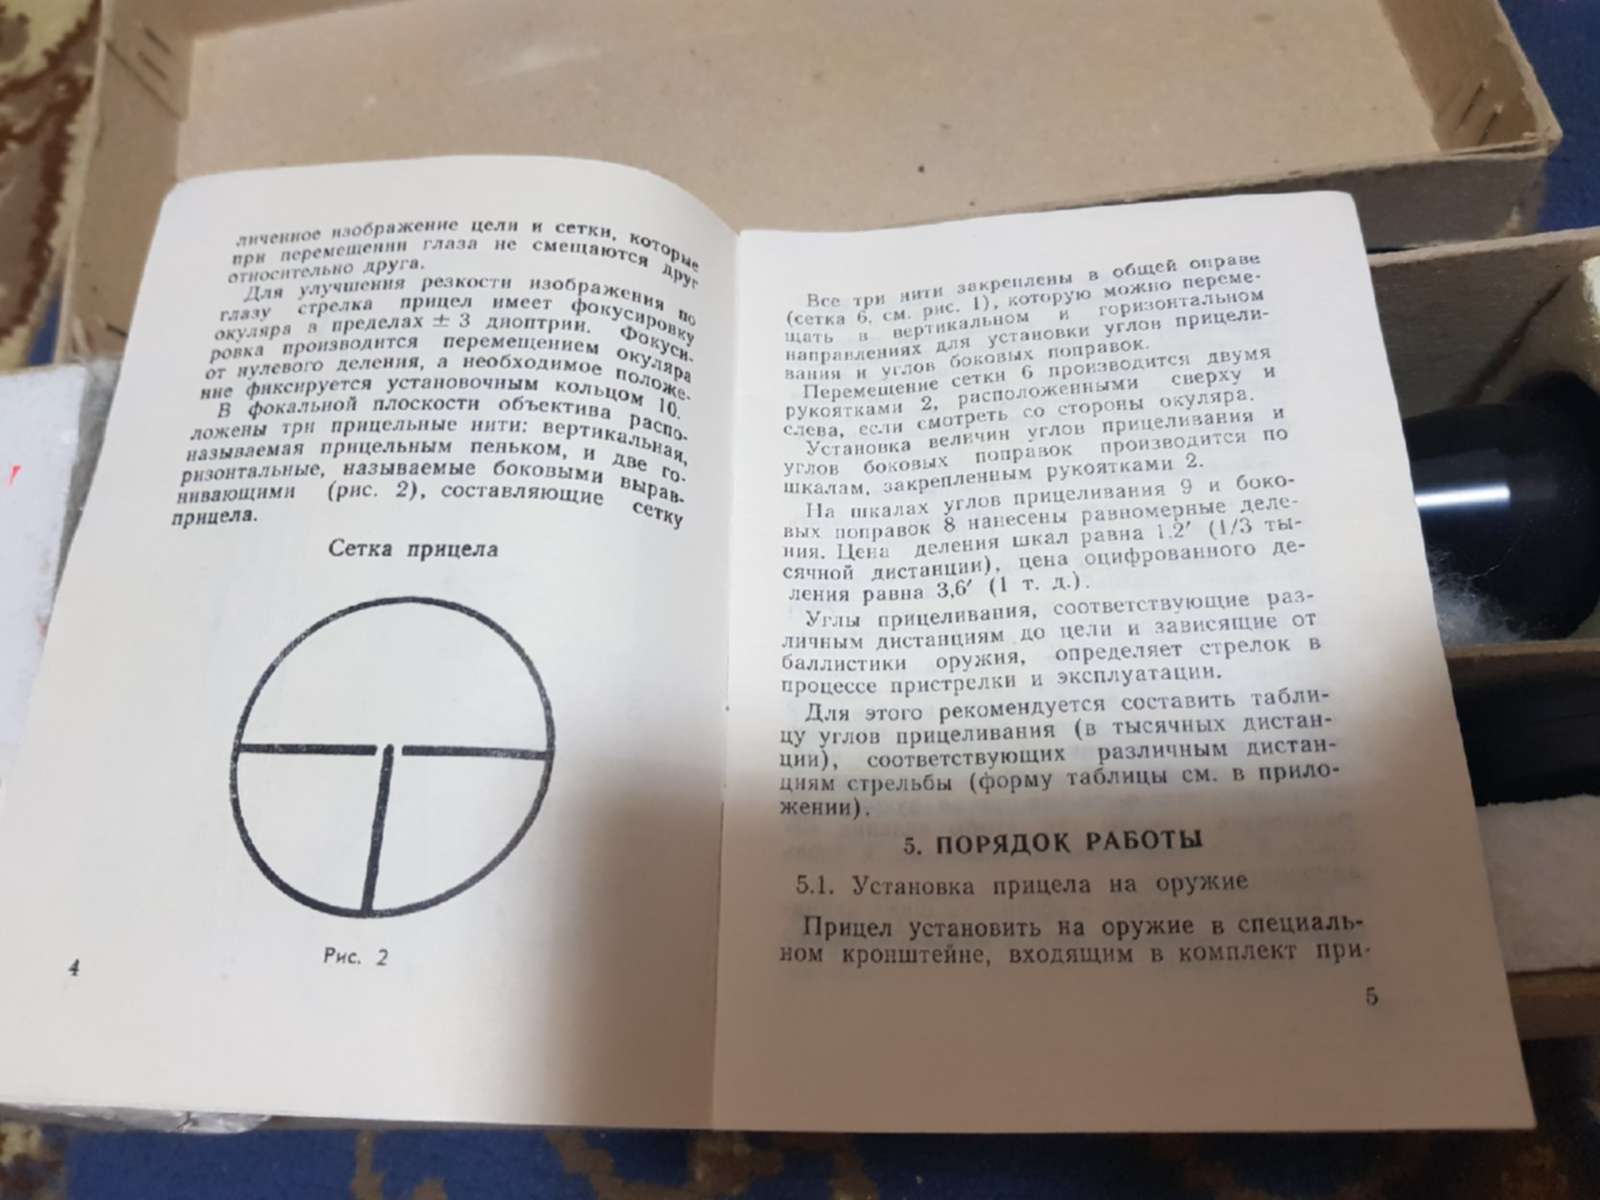 личенное изображение цели и сетки, которые
при перемещении глаза не смещаются друг
относительно друга.
Для улучшения резкости изображения по
глазу стрелка прицел имеет фокусировку
окуляра в пределах ± 3 диоптрии. Фокуси-
ровка производится перемещением окуляра
от нулевого деления, а необходимое положе-
ние фиксируется установочным кольцом 10.
В фокальной плоскости объектива распо-
ложены три прицельные нити: вертикальная,
называемая прицельным пеньком, и две го-
ризонтальные, называемые боковыми вырав-
нивающими (рис. 2), составляющие сетку
прицела.
Сетка прицела
Рис. 2
4
Все три нити закреплены в общей оправе
(сетка 6, см. рис. 1), которую можно переме-
щать в вертикальном и горизонтальном
направлениях для установки углов прицели-
вания и углов боковых поправок.
Перемещение сетки 6 производится двумя
рукоятками 2, расположенными сверху и
слева, если смотреть со стороны окуляра.
Установка величин углов прицеливания и
углов боковых поправок производится по
шкалам, закрепленным рукоятками 2.
На шкалах углов прицеливания 9 и боко-
вых поправок 8 нанесены равномерные деле-
ния. Цена деления шкал равна 1.2′ (1/3 ты-
сячной дистанции), цена оцифрованного де-
ления равна 3,6′ (1 т. д.).
Углы прицеливания, соответствующие раз-
личным дистанциям до цели и зависящие от
баллистики оружия, определяет стрелок в
процессе пристрелки и эксплуатации.
Для этого рекомендуется составить табли-
цу углов прицеливания (в тысячных дистан-
ции), соответствующих различным дистан-
циям стрельбы (форму таблицы см. в прило-
жении).
5. ПОРЯДОК РАБОТЫ
5.1. Установка прицела на оружие
Прицел установить на оружие в специаль-
ном кронштейне, входящим в комплект при-
5